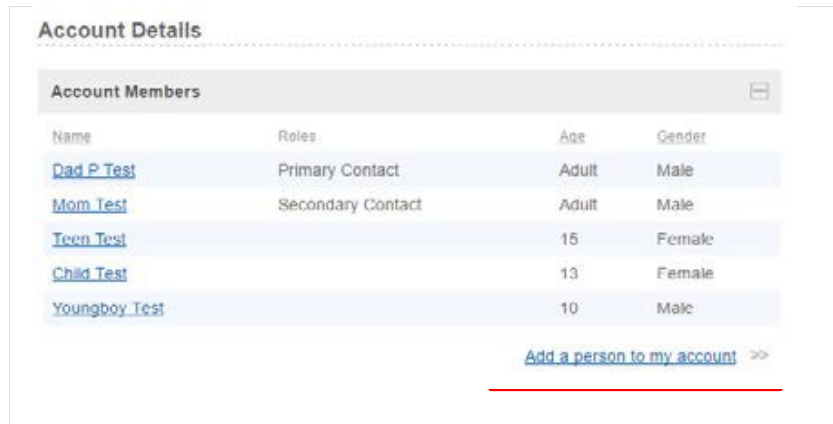 Account Details
Account Members
Name Roles Age Gender
Dad P Test Primary Contact Adult Male
Mom Test Secondary Contact Adult Male
Teen Test 15 Female
Child Test 13 Female
Youngboy Test 10 Male
Add a person to my account >>